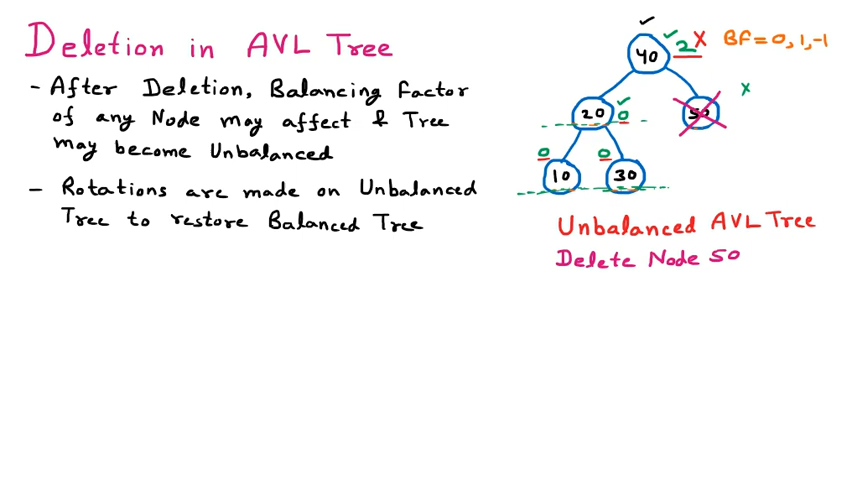 Deletion in AVL Tree
- After Deletion, Balancing Factor
of any Node may affect & Tree
may become Unbalanced
- Rotations are made on Unbalanced
Tree to restore Balanced Tree
40 2 X BF = 0, 1, -1
20 0 50 x
0 0
10 30
Unbalanced AVL Tree
Delete Node 50